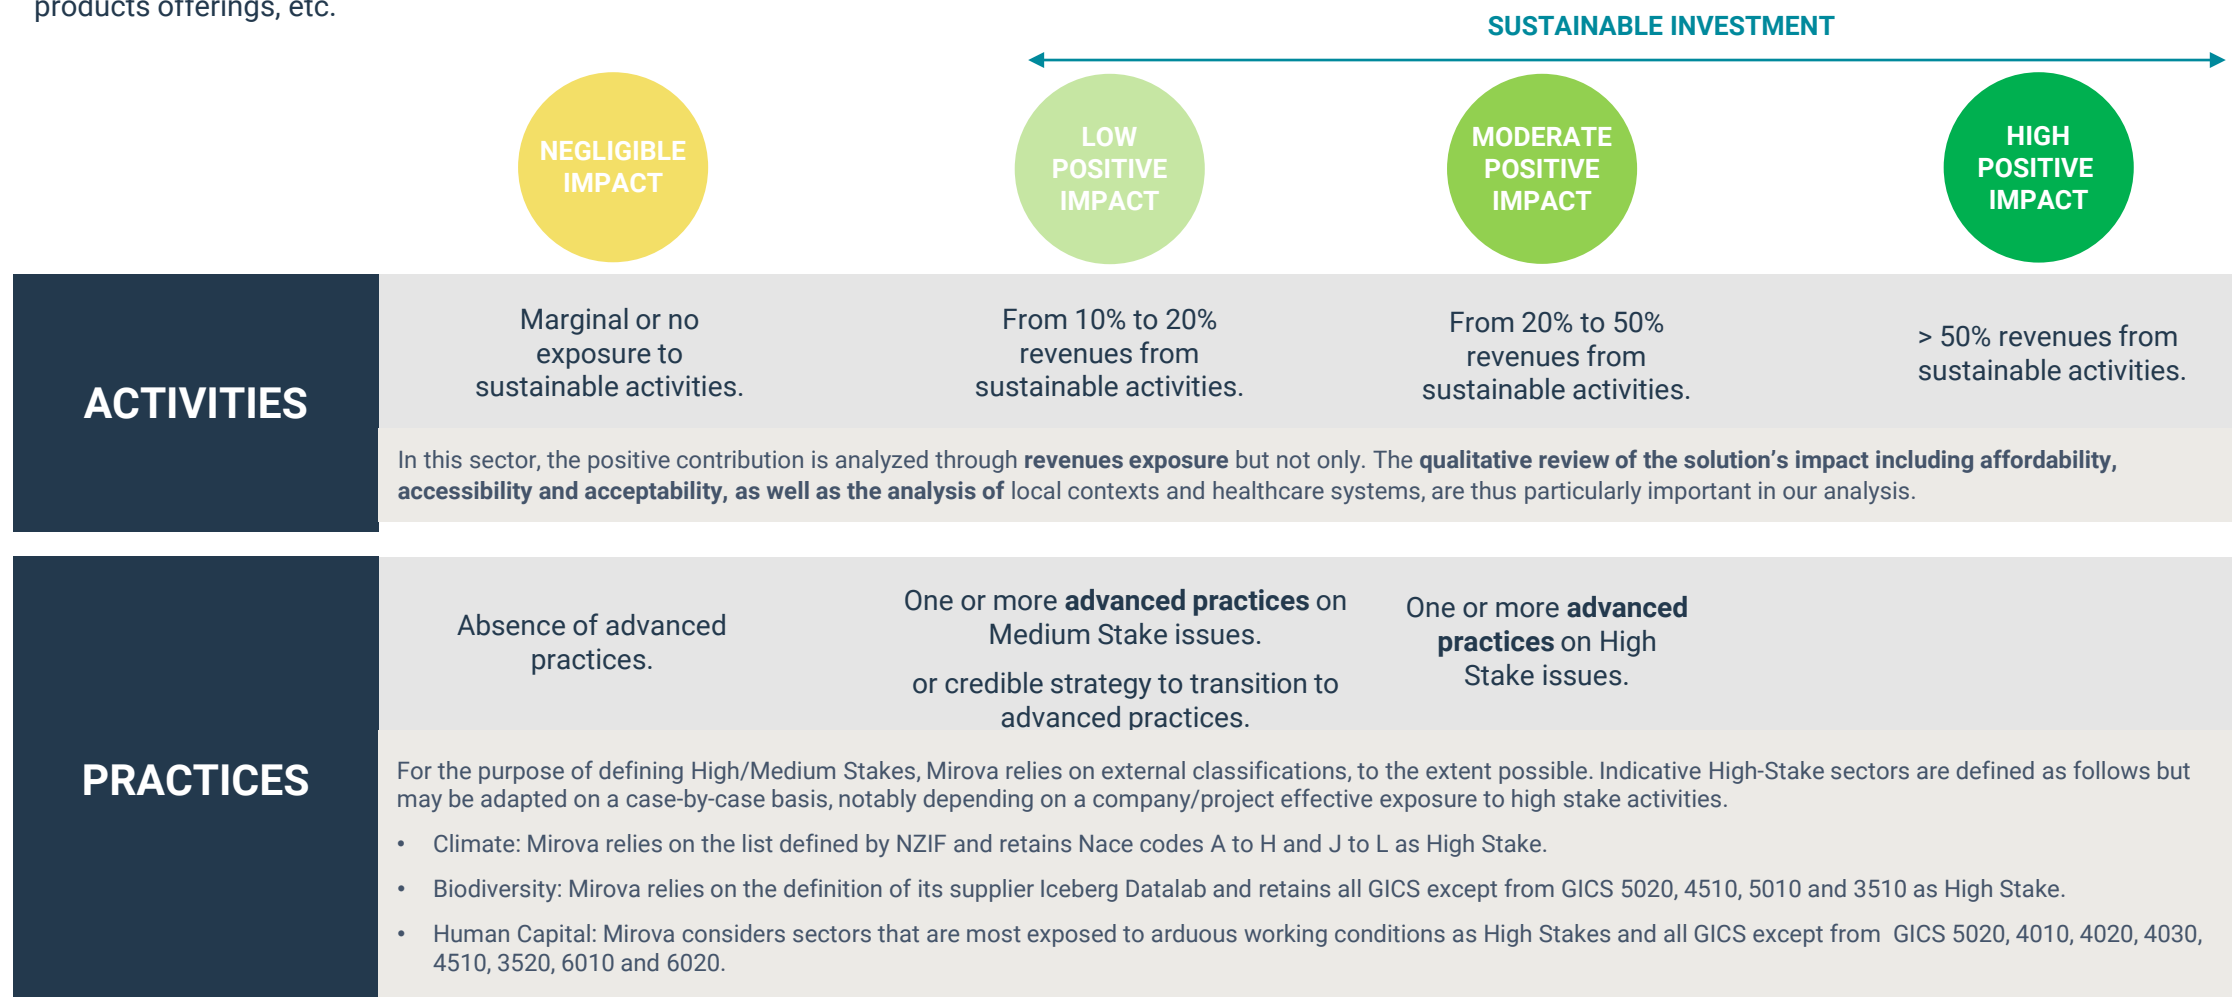 products offerings, etc.
SUSTAINABLE INVESTMENT
NEGLIGIBLE
IMPACT
LOW
POSITIVE
IMPACT
MODERATE
POSITIVE
IMPACT
HIGH
POSITIVE
IMPACT
ACTIVITIES
Marginal or no
exposure to
sustainable activities.
From 10% to 20%
revenues from
sustainable activities.
From 20% to 50%
revenues from
sustainable activities.
> 50% revenues from
sustainable activities.
In this sector, the positive contribution is analyzed through revenues exposure but not only. The qualitative review of the solution’s impact including affordability,
accessibility and acceptability, as well as the analysis of local contexts and healthcare systems, are thus particularly important in our analysis.
PRACTICES
Absence of advanced
practices.
One or more advanced practices on
Medium Stake issues.
or credible strategy to transition to
advanced practices.
One or more advanced
practices on High
Stake issues.
For the purpose of defining High/Medium Stakes, Mirova relies on external classifications, to the extent possible. Indicative High-Stake sectors are defined as follows but
may be adapted on a case-by-case basis, notably depending on a company/project effective exposure to high stake activities.
• Climate: Mirova relies on the list defined by NZIF and retains Nace codes A to H and J to L as High Stake.
• Biodiversity: Mirova relies on the definition of its supplier Iceberg Datalab and retains all GICS except from GICS 5020, 4510, 5010 and 3510 as High Stake.
• Human Capital: Mirova considers sectors that are most exposed to arduous working conditions as High Stakes and all GICS except from GICS 5020, 4010, 4020, 4030,
4510, 3520, 6010 and 6020.